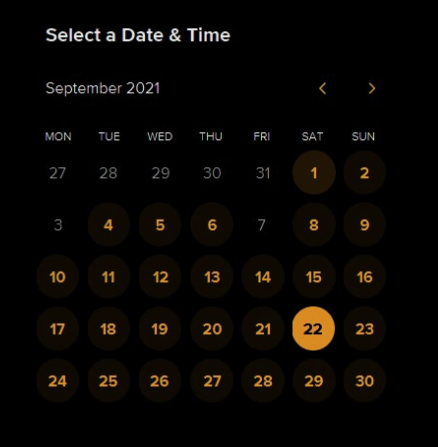 Select a Date & Time
September 2021 < >
MON TUE WED THU FRI SAT SUN
27 28 29 30 31 1 2
3 4 5 6 7 8 9
10 11 12 13 14 15 16
17 18 19 20 21 22 23
24 25 26 27 28 29 30